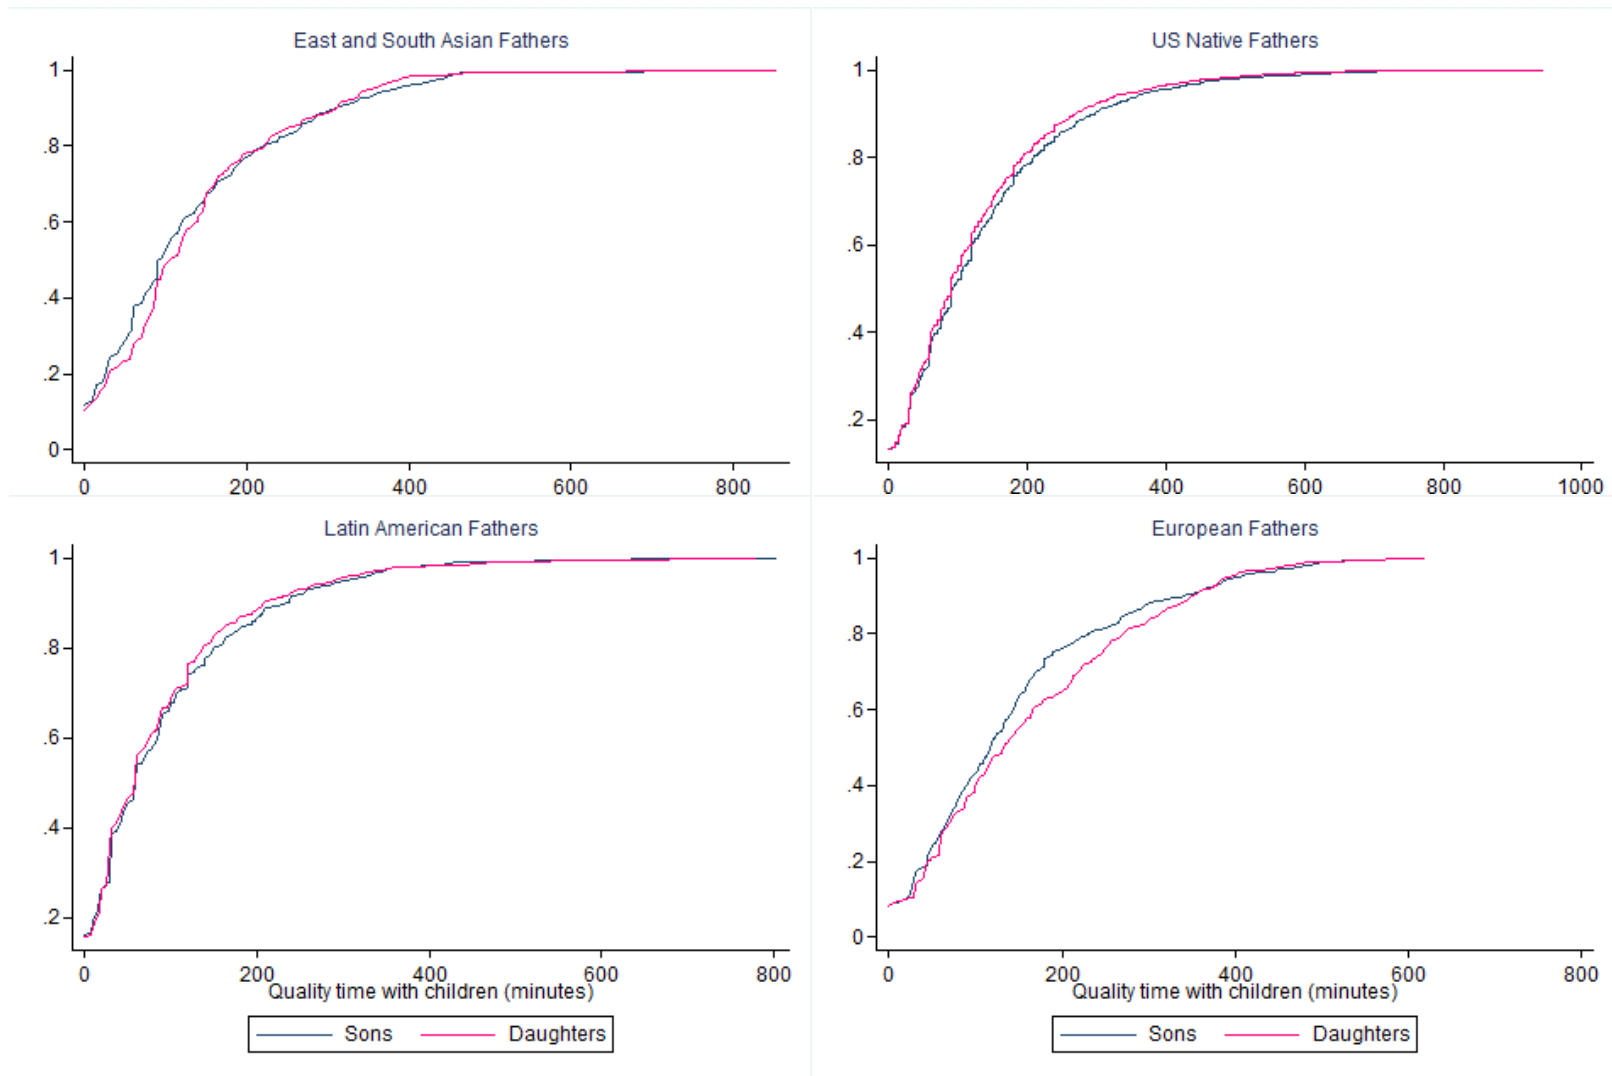 East and South Asian Fathers
1
.8
.6
.4
.2
0
0 200 400 600 800
US Native Fathers
1
.8
.6
.4
.2
0 200 400 600 800 1000
Latin American Fathers
1
.8
.6
.4
.2
0 200 400 600 800
Quality time with children (minutes)
Sons Daughters
European Fathers
1
.8
.6
.4
.2
0
0 200 400 600 800
Quality time with children (minutes)
Sons Daughters